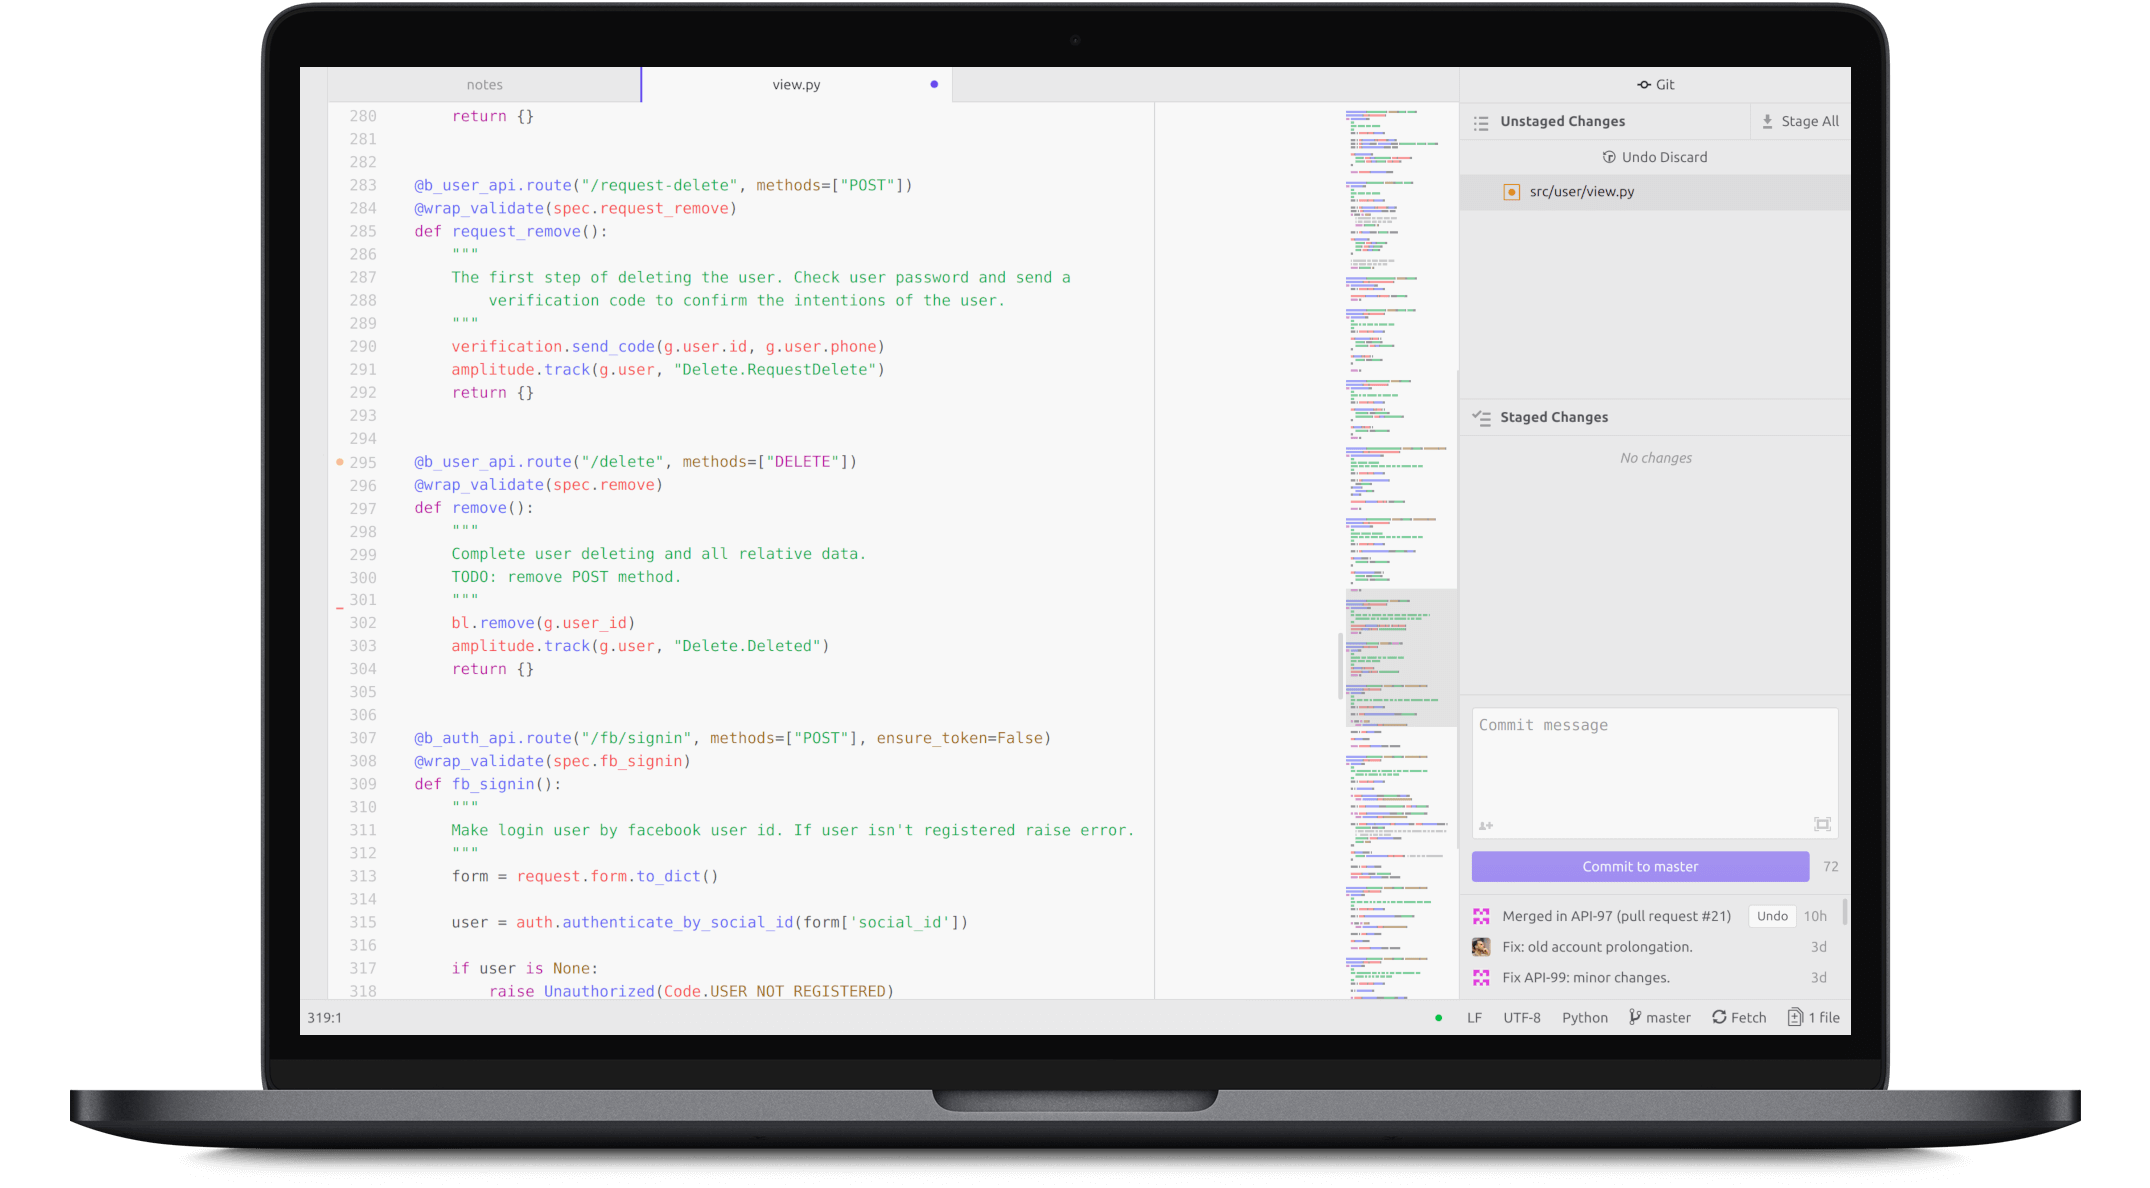 notes
view.py
280 return {}
281
282
283 @b_user_api.route("/request-delete", methods=["POST"])
284 @wrap_validate(spec.request_remove)
285 def request_remove():
286 """
287 The first step of deleting the user. Check user password and send a
288 verification code to confirm the intentions of the user.
289 """
290 verification.send_code(g.user.id, g.user.phone)
291 amplitude.track(g.user, "Delete.RequestDelete")
292 return {}
293
294
295 @b_user_api.route("/delete", methods=["DELETE"])
296 @wrap_validate(spec.remove)
297 def remove():
298 """
299 Complete user deleting and all relative data.
300 TODO: remove POST method.
301 """
302 bl.remove(g.user_id)
303 amplitude.track(g.user, "Delete.Deleted")
304 return {}
305
306
307 @b_auth_api.route("/fb/signin", methods=["POST"], ensure_token=False)
308 @wrap_validate(spec.fb_signin)
309 def fb_signin():
310 """
311 Make login user by facebook user id. If user isn't registered raise error.
312 """
313 form = request.form.to_dict()
314
315 user = auth.authenticate_by_social_id(form['social_id'])
316
317 if user is None:
318 raise Unauthorized(Code.USER_NOT_REGISTERED)
Git
Unstaged Changes
Stage All
Undo Discard
src/user/view.py
Staged Changes
No changes
Commit message
Commit to master 72
Merged in API-97 (pull request #21) Undo 10h
Fix: old account prolongation. 3d
Fix API-99: minor changes. 3d
319:1 LF UTF-8 Python master Fetch 1 file